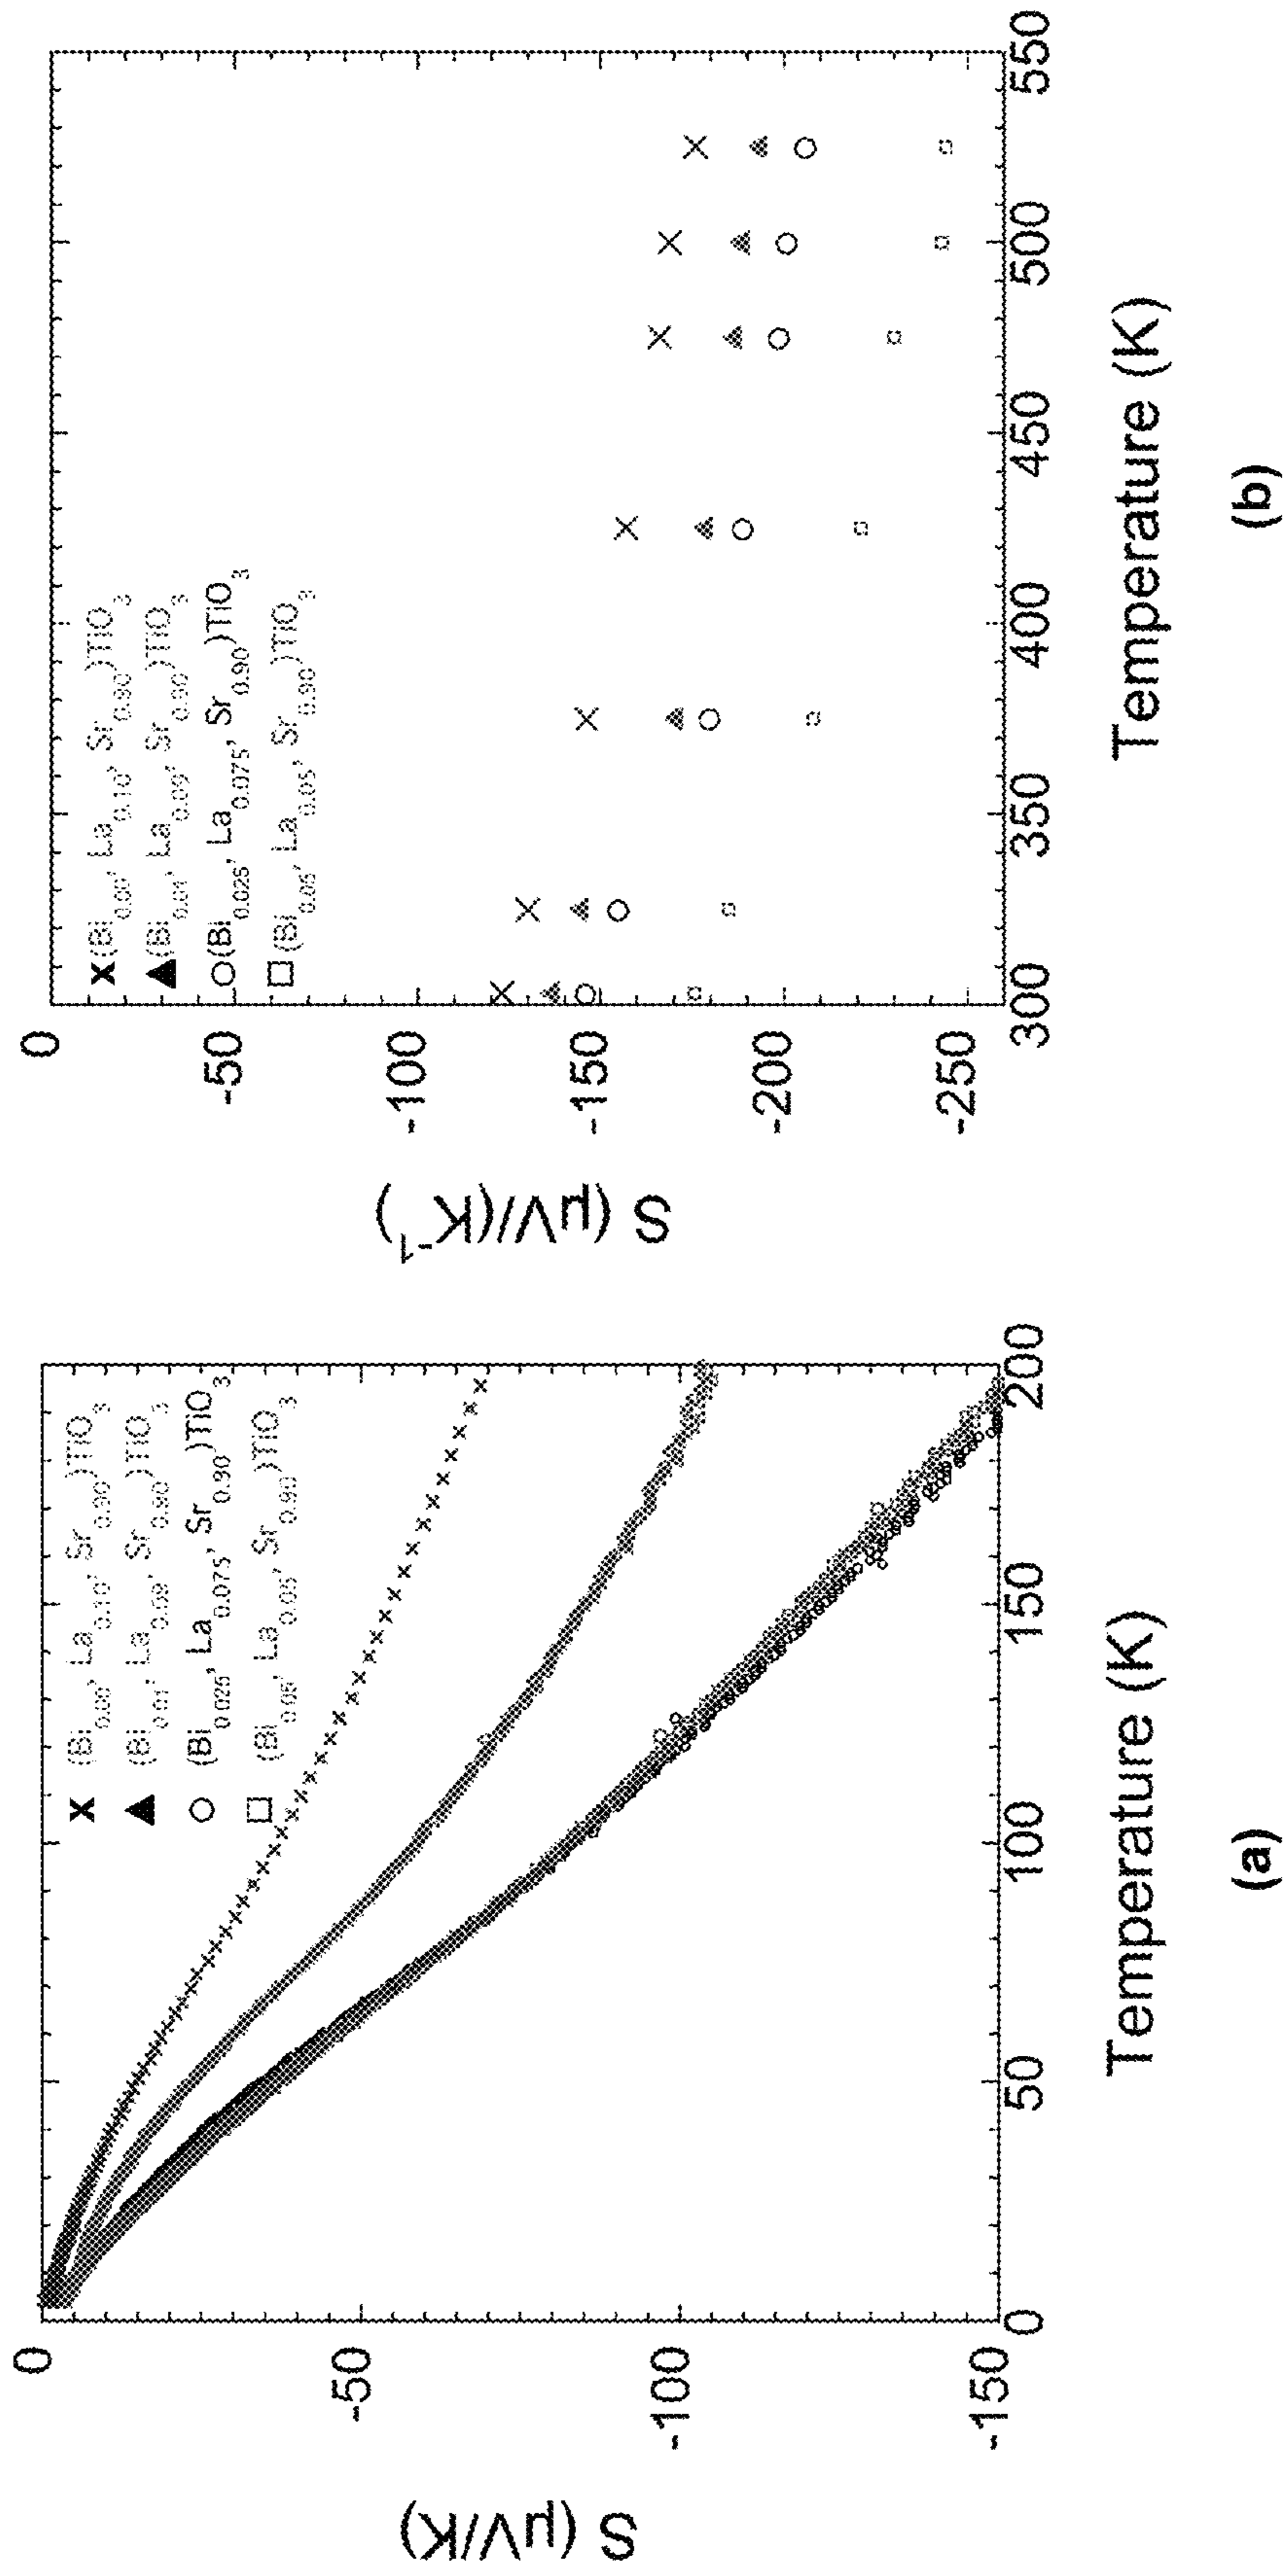 S (µV/K)
0
-50
-100
-150
(Bi0.00, La0.10, Sr0.90)TiO3
(Bi0.01, La0.09, Sr0.90)TiO3
(Bi0.025, La0.075, Sr0.90)TiO3
(Bi0.05, La0.05, Sr0.90)TiO3
0 50 100 150 200
Temperature (K)
(a)
S (µV/(K-1)
0
-50
-100
-150
-200
-250
(Bi0.00, La0.10, Sr0.90)TiO3
(Bi0.01, La0.09, Sr0.90)TiO3
(Bi0.025, La0.075, Sr0.90)TiO3
(Bi0.05, La0.05, Sr0.90)TiO3
300 350 400 450 500 550
Temperature (K)
(b)